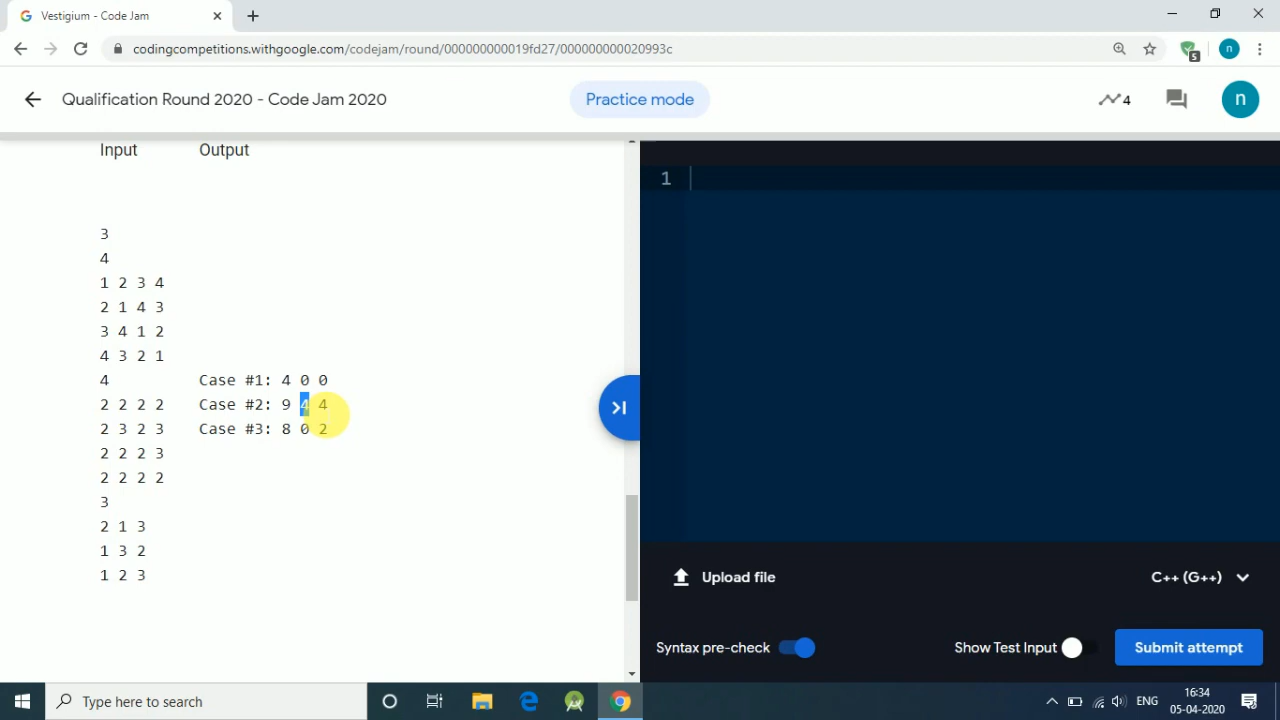 Vestigium - Code Jam
codingcompetitions.withgoogle.com/codejam/round/000000000019fd27/000000000020993c
5
n
Qualification Round 2020 - Code Jam 2020
Practice mode
4
n
Input Output
3
4
1 2 3 4
2 1 4 3
3 4 1 2
4 3 2 1
4 Case #1: 4 0 0
2 2 2 2 Case #2: 9 4 4
2 3 2 3 Case #3: 8 0 2
2 2 2 3
2 2 2 2
3
2 1 3
1 3 2
1 2 3
1
Upload file
C++ (G++)
Syntax pre-check
Show Test Input
Submit attempt
Type here to search
ENG
16:34
05-04-2020